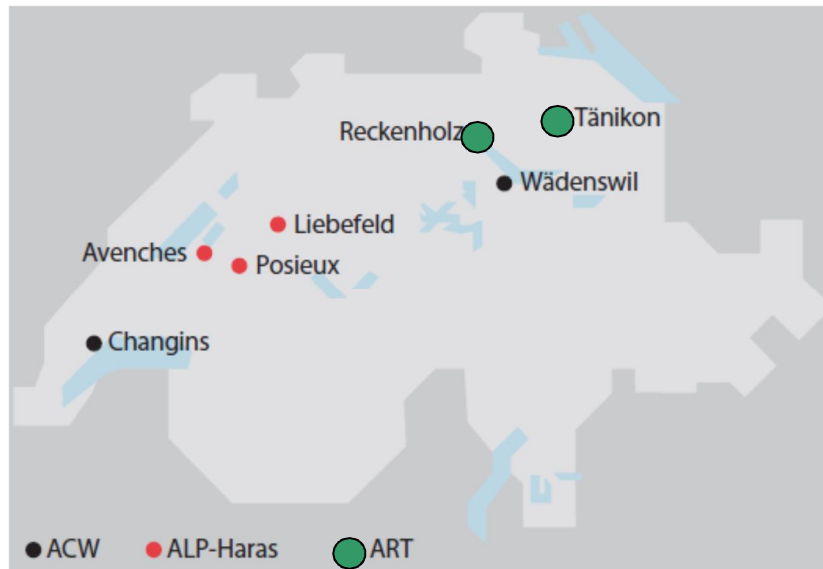 Tänikon
Reckenholz
Wädenswil
Liebefeld
Avenches
Posieux
Changins
ACW
ALP-Haras
ART